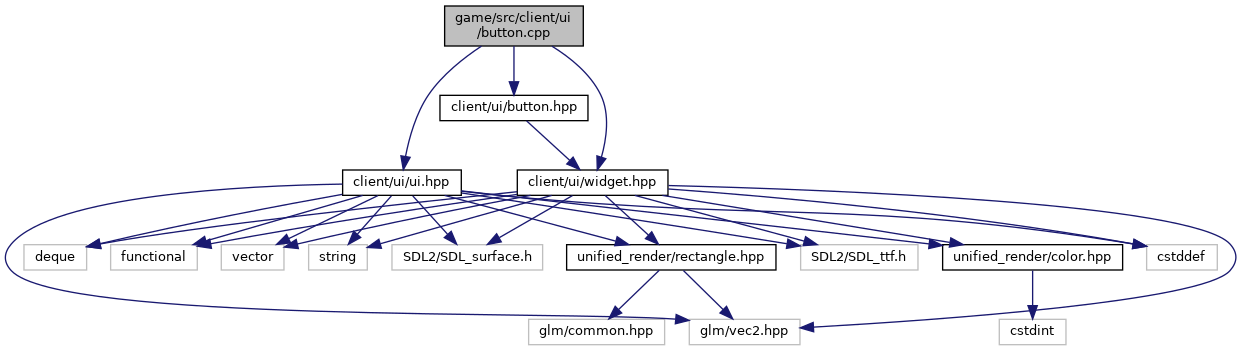 game/src/client/ui
/button.cpp
client/ui/button.hpp
client/ui/ui.hpp
client/ui/widget.hpp
deque
functional
vector
string
SDL2/SDL_surface.h
unified_render/rectangle.hpp
SDL2/SDL_ttf.h
unified_render/color.hpp
cstddef
glm/common.hpp
glm/vec2.hpp
cstdint